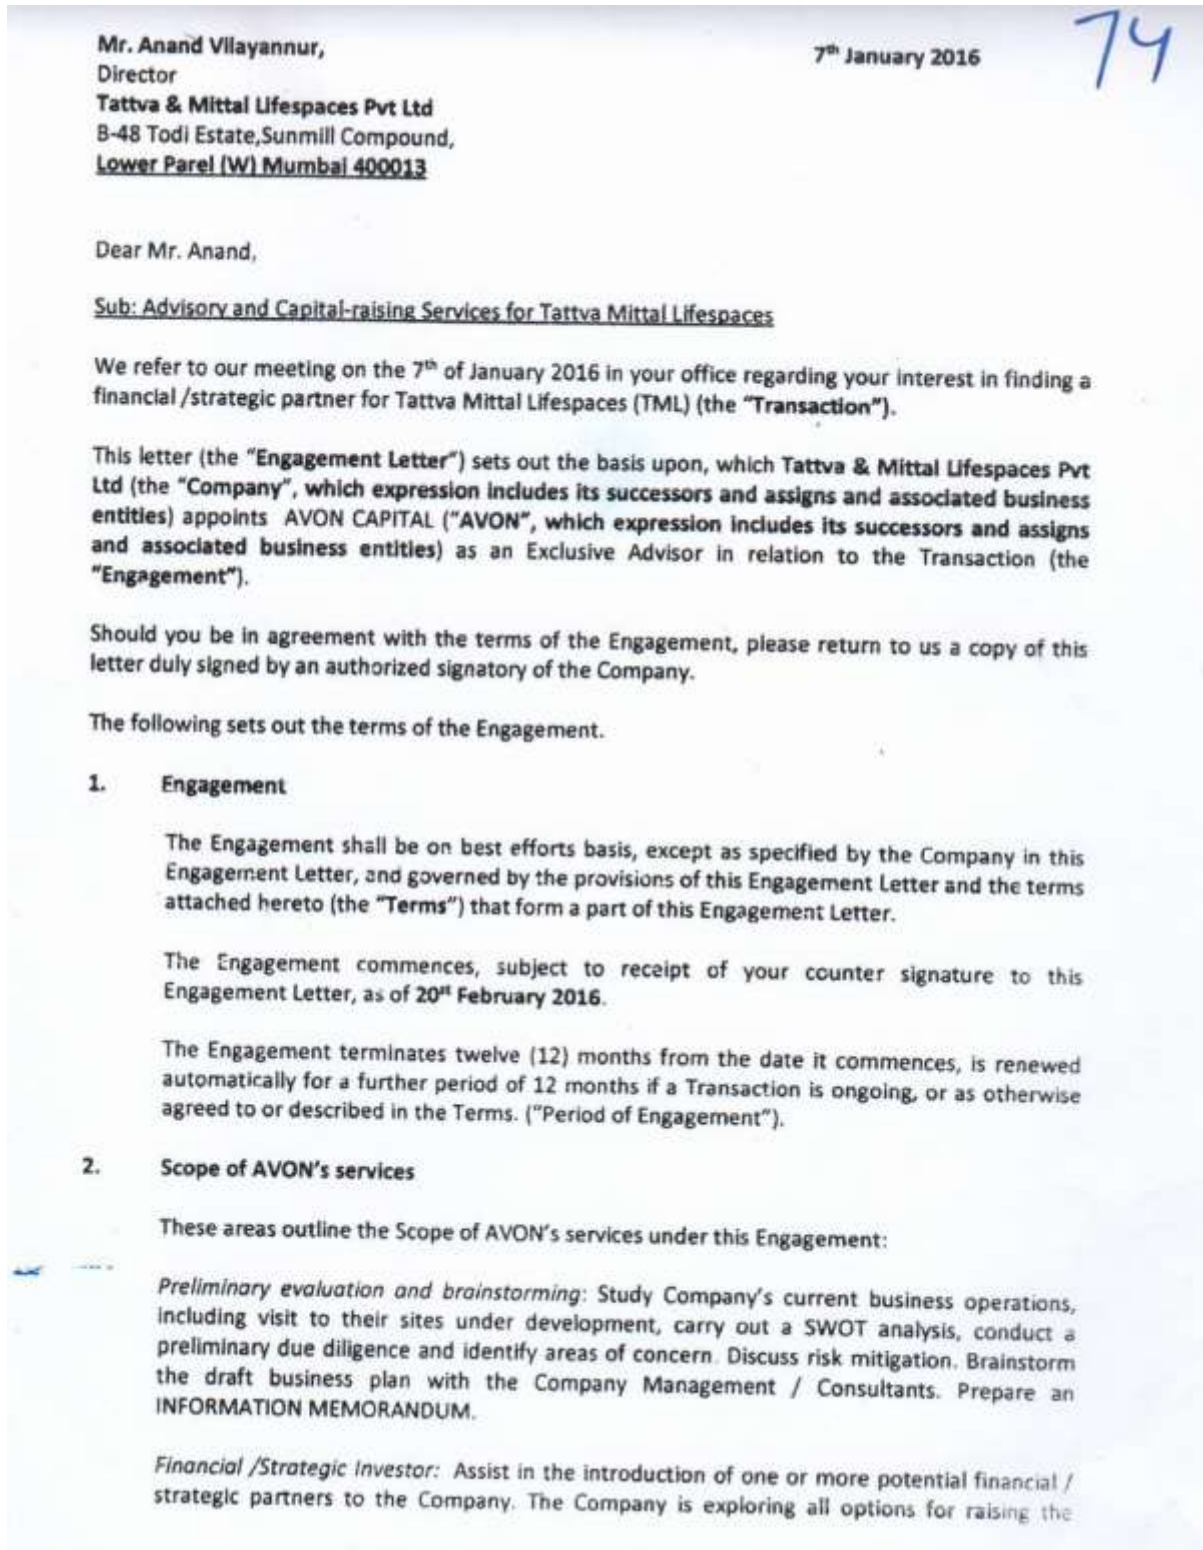 74
Mr. Anand Vilayannur,
7th January 2016
Director
Tattva & Mittal Lifespaces Pvt Ltd
B-48 Todi Estate,Sunmill Compound,
Lower Parel (W) Mumbai 400013
Dear Mr. Anand,
Sub: Advisory and Capital-raising Services for Tattva Mittal Lifespaces
We refer to our meeting on the 7th of January 2016 in your office regarding your interest in finding a
financial /strategic partner for Tattva Mittal Lifespaces (TML) (the "Transaction").
This letter (the "Engagement Letter") sets out the basis upon, which Tattva & Mittal Lifespaces Pvt
Ltd (the "Company", which expression includes its successors and assigns and associated business
entities) appoints AVON CAPITAL ("AVON", which expression includes its successors and assigns
and associated business entities) as an Exclusive Advisor in relation to the Transaction (the
"Engagement").
Should you be in agreement with the terms of the Engagement, please return to us a copy of this
letter duly signed by an authorized signatory of the Company.
The following sets out the terms of the Engagement.
1. Engagement
The Engagement shall be on best efforts basis, except as specified by the Company in this
Engagement Letter, and governed by the provisions of this Engagement Letter and the terms
attached hereto (the "Terms") that form a part of this Engagement Letter.
The Engagement commences, subject to receipt of your counter signature to this
Engagement Letter, as of 20st February 2016.
The Engagement terminates twelve (12) months from the date it commences, is renewed
automatically for a further period of 12 months if a Transaction is ongoing, or as otherwise
agreed to or described in the Terms. ("Period of Engagement").
2. Scope of AVON's services
These areas outline the Scope of AVON's services under this Engagement:
Preliminary evaluation and brainstorming: Study Company's current business operations,
including visit to their sites under development, carry out a SWOT analysis, conduct a
preliminary due diligence and identify areas of concern. Discuss risk mitigation. Brainstorm
the draft business plan with the Company Management / Consultants. Prepare an
INFORMATION MEMORANDUM.
Financial /Strategic Investor: Assist in the introduction of one or more potential financial /
strategic partners to the Company. The Company is exploring all options for raising the